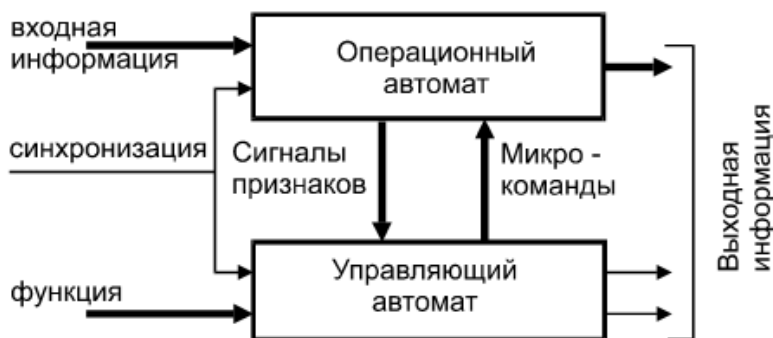 входная
информация
Операционный
автомат
синхронизация
Сигналы
признаков
Микро -
команды
Управляющий
автомат
функция
Выходная
информация